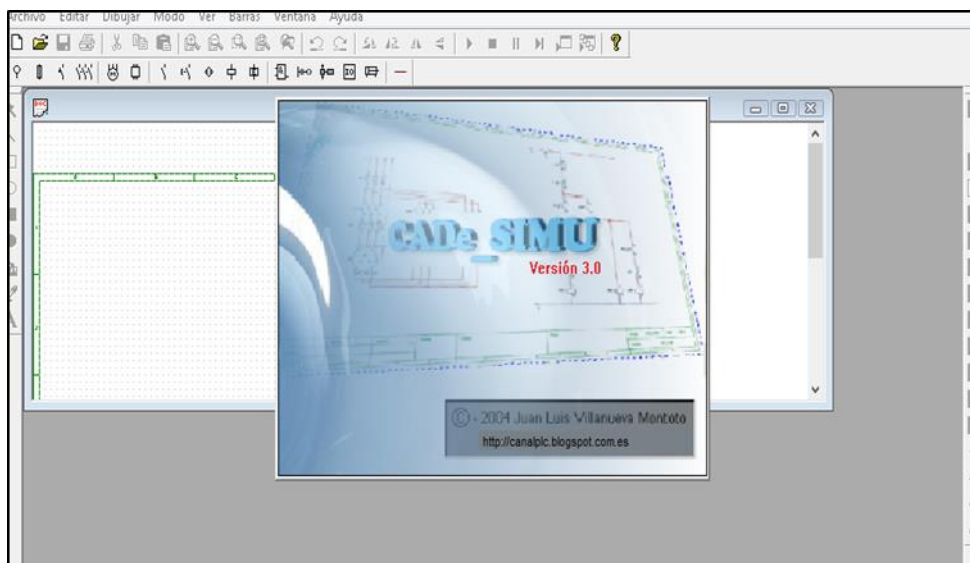 Archivo Editar Dibujar Modo Ver Barras Ventana Ayuda
CADe_SIMU
Versión 3.0
© - 2004 Juan Luis Villanueva Montoto
http://canalplc.blogspot.com.es